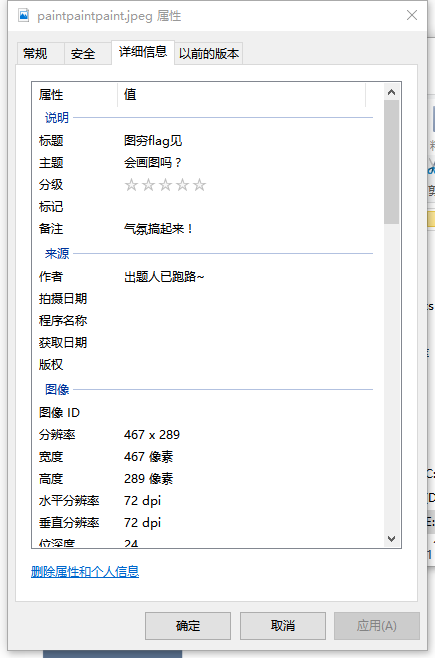 paintpaintpaint.jpeg 属性
常规 安全 详细信息 以前的版本
属性 值
说明
标题 图穷flag见
主题 会画图吗？
分级
标记
备注 气氛搞起来！
来源
作者 出题人已跑路~
拍摄日期
程序名称
获取日期
版权
图像
图像 ID
分辨率 467 x 289
宽度 467 像素
高度 289 像素
水平分辨率 72 dpi
垂直分辨率 72 dpi
位深度 24
删除属性和个人信息
确定 取消 应用(A)